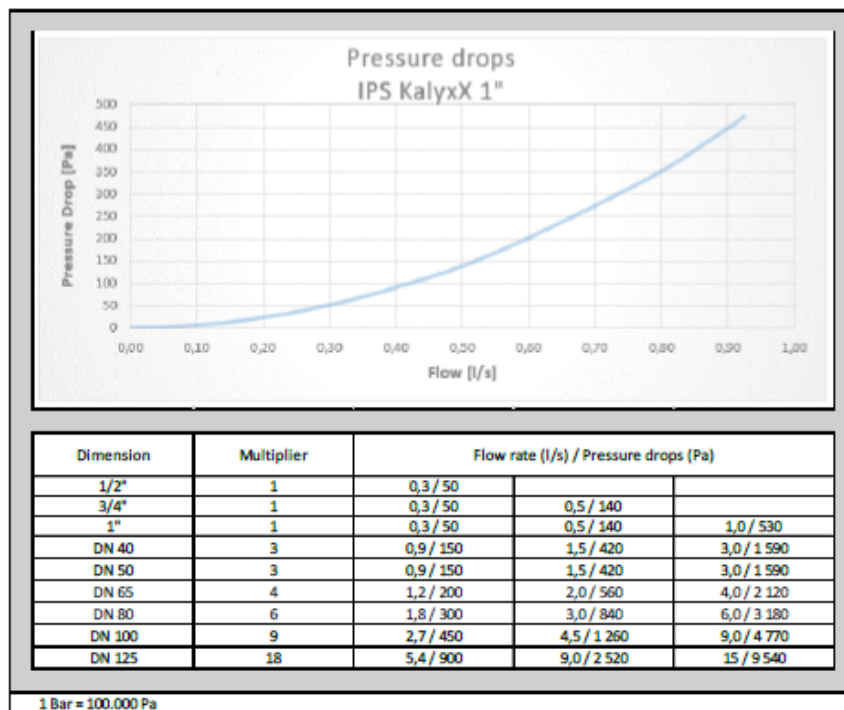 Pressure drops
IPS KalyxX 1"
Pressure Drop [Pa]
500
450
400
350
300
250
200
150
100
50
0
0,00 0,10 0,20 0,30 0,40 0,50 0,60 0,70 0,80 0,90 1,00
Flow [l/s]
Dimension Multiplier Flow rate (l/s) / Pressure drops (Pa)
1/2" 1 0,3 / 50
3/4" 1 0,3 / 50 0,5 / 140
1" 1 0,3 / 50 0,5 / 140 1,0 / 530
DN 40 3 0,9 / 150 1,5 / 420 3,0 / 1 590
DN 50 3 0,9 / 150 1,5 / 420 3,0 / 1 590
DN 65 4 1,2 / 200 2,0 / 560 4,0 / 2 120
DN 80 6 1,8 / 300 3,0 / 840 6,0 / 3 180
DN 100 9 2,7 / 450 4,5 / 1 260 9,0 / 4 770
DN 125 18 5,4 / 900 9,0 / 2 520 15 / 9 540
1 Bar = 100.000 Pa